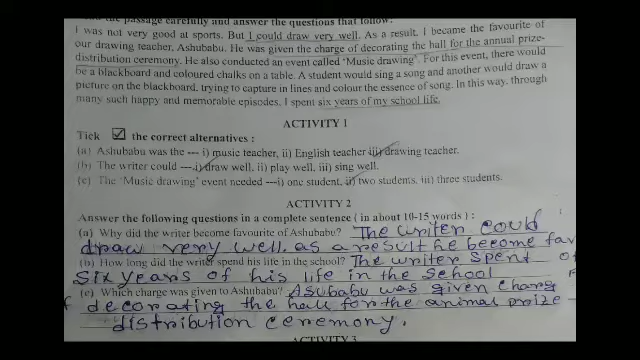 the passage carefully and answer the questions that follow:
I was not very good at sports. But I could draw very well. As a result, I became the favourite of
our drawing teacher, Ashubabu. He was given the charge of decorating the hall for the annual prize-
distribution ceremony. He also conducted an event called 'Music drawing'. For this event, there would
be a blackboard and coloured chalks on a table. A student would sing a song and another would draw a
picture on the blackboard, trying to capture in lines and colour the essence of song. In this way, through
many such happy and memorable episodes, I spent six years of my school life.
ACTIVITY 1
Tick ☑ the correct alternatives :
(a) Ashubabu was the --- i) music teacher, ii) English teacher iii) drawing teacher.
(b) The writer could --- i) draw well, ii) play well, iii) sing well.
(c) The 'Music drawing' event needed --- i) one student, ii) two students, iii) three students.
ACTIVITY 2
Answer the following questions in a complete sentence ( in about 10-15 words ) :
(a) Why did the writer become favourite of Ashubabu? The writer could
draw very well. as a result he become fav
(b) How long did the writer spend his life in the school? The writer spent
six years of his life in the school
(c) Which charge was given to Ashubabu? Asubabu was given charg
decorating the hall for the animal prize -
distribution ceremony.
ACTIVITY 3